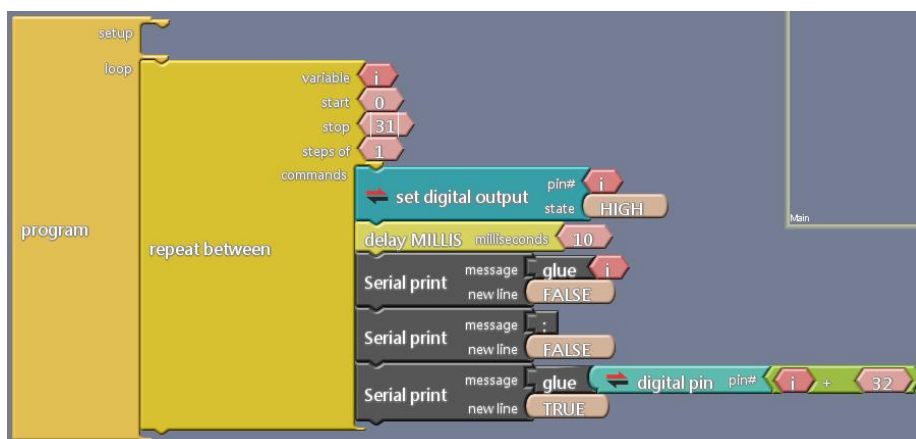 setup
loop
variable i
start 0
stop 31
steps of 1
commands
set digital output pin# i
state HIGH
program
repeat between
Main
delay MILLIS milliseconds 10
Serial print message glue i
new line FALSE
Serial print message :
new line FALSE
Serial print message glue digital pin pin# i + 32
new line TRUE